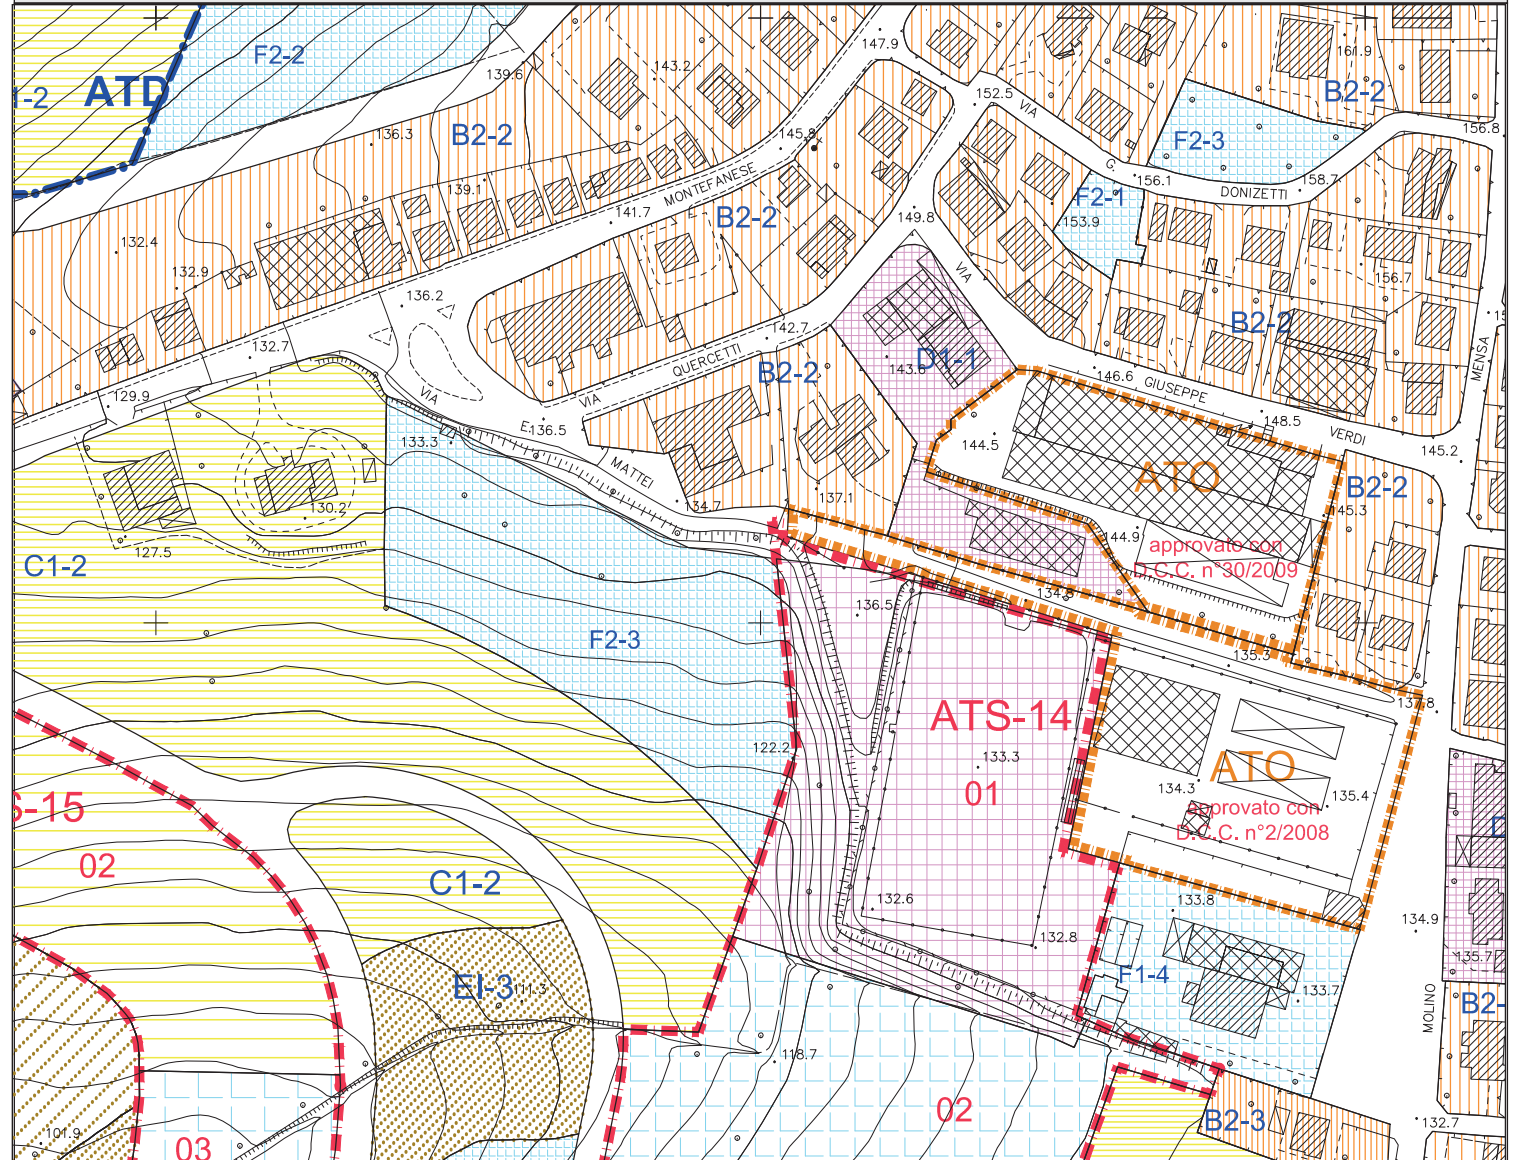 F2-2
147.9
161.9
139.6
143.2
ATD
1-2
B2-2
152.5
VIA
136.3
B2-2
145.8
156.8
F2-3
G.
156.1
158.7
DONIZETTI
139.1
MONTEFANESE
F2-1
141.7
B2-2
149.8
153.9
132.4
132.9
VIA
156.7
136.2
B2-2
142.7
132.7
QUERCETTI
D1-1
143.6
MENSA
B2-2
146.6
GIUSEPPE
129.9
VIA
VIA
148.5
E.
136.5
VERDI
133.3
144.5
145.2
MATTEI
ATO
B2-2
130.2
134.7
137.1
145.3
144.9
127.5
approvato con
D.C.C. n°30/2009
C1-2
134.8
136.5
F2-3
135.3
137.8
ATS-14
122.2
133.3
ATO
134.3
01
135.4
S-15
approvato con
D.C.C. n°2/2008
02
C1-2
132.6
133.8
134.9
132.8
135.7
F1-4
EI-3
111.3
133.7
B2-
MOLINO
118.7
02
B2-3
132.7
101.9
03